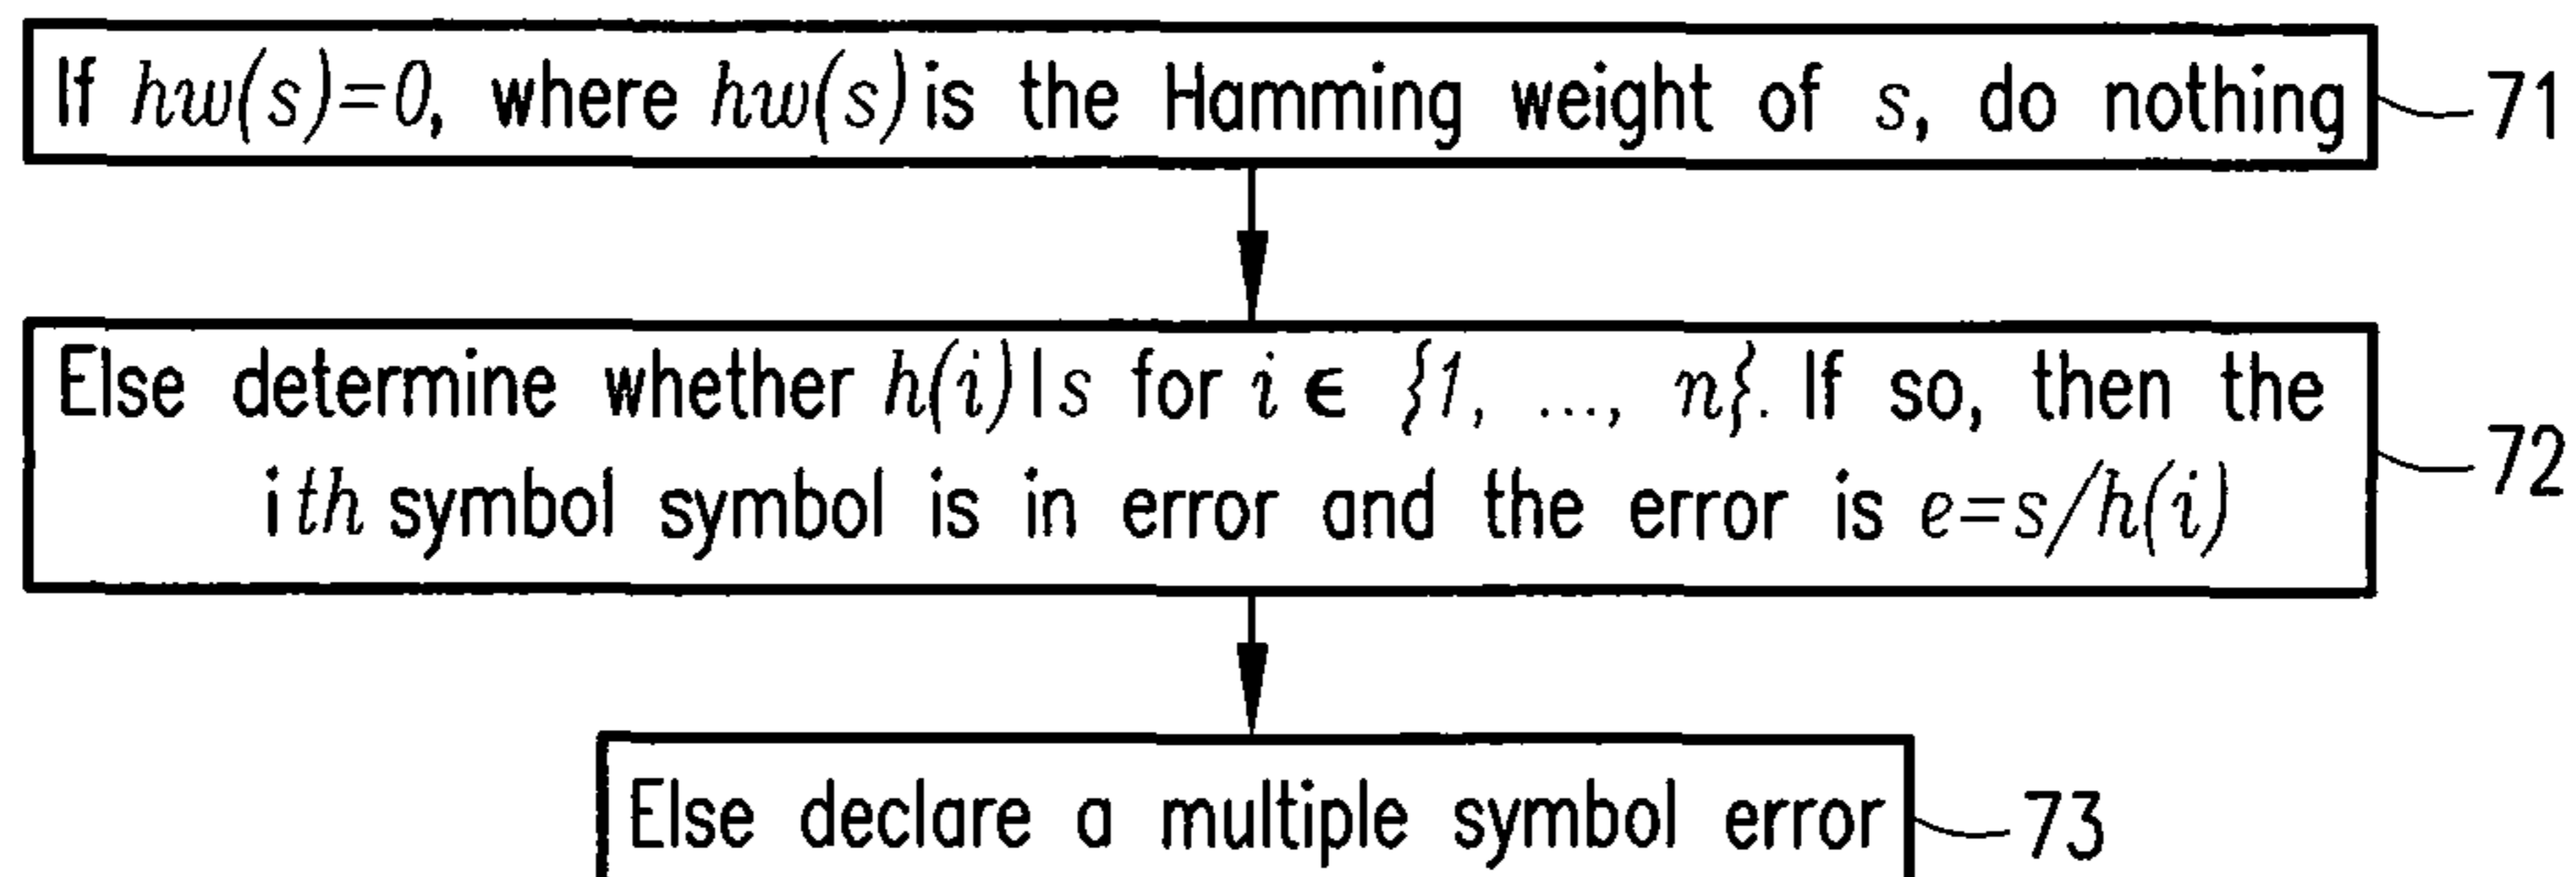 If hw(s)=0, where hw(s) is the Hamming weight of s, do nothing
71
Else determine whether h(i)|s for i ϵ {1, ..., n}. If so, then the
ith symbol symbol is in error and the error is e=s/h(i)
72
Else declare a multiple symbol error
73